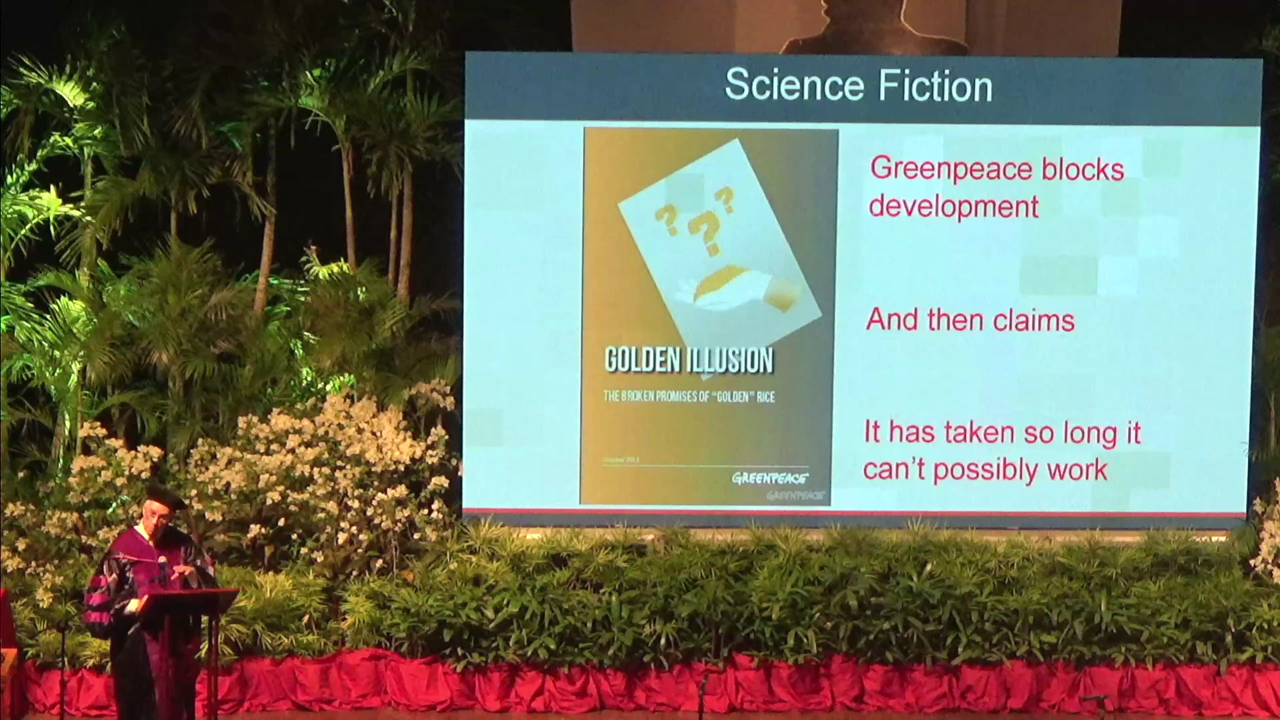 Science Fiction
Greenpeace blocks
development
And then claims
It has taken so long it
can't possibly work
? ? ?
GOLDEN ILLUSION
THE BROKEN PROMISES OF “GOLDEN” RICE
GREENPEACE
GREENPEACE